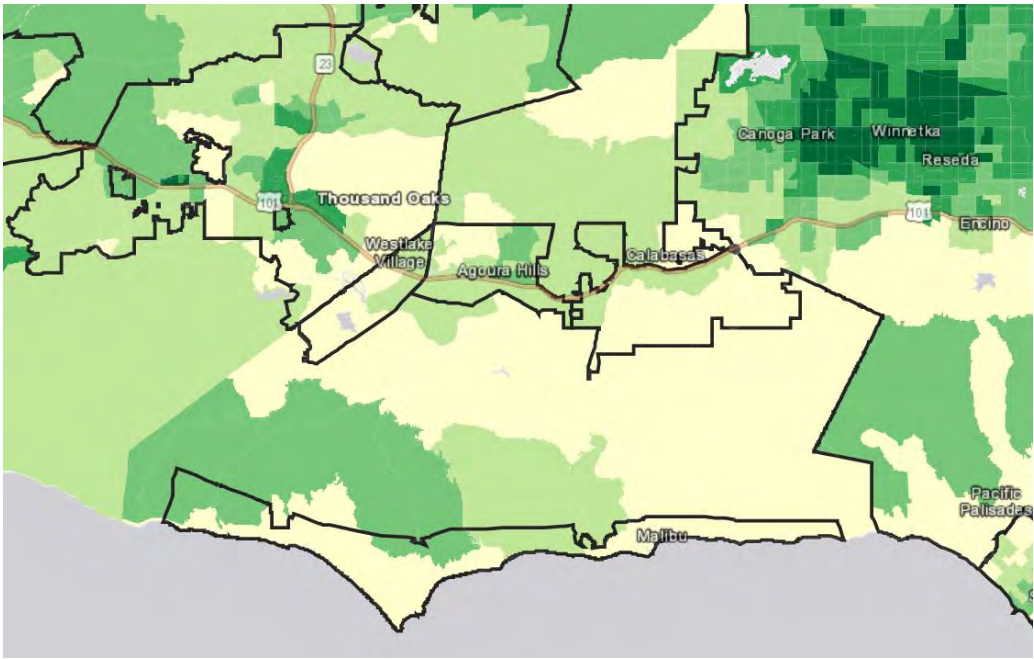 23
Canoga Park
Winnetka
Reseda
101
Thousand Oaks
101
Encino
Westlake
Village
Calabasas
Agoura Hills
Pacific
Palisades
Malibu